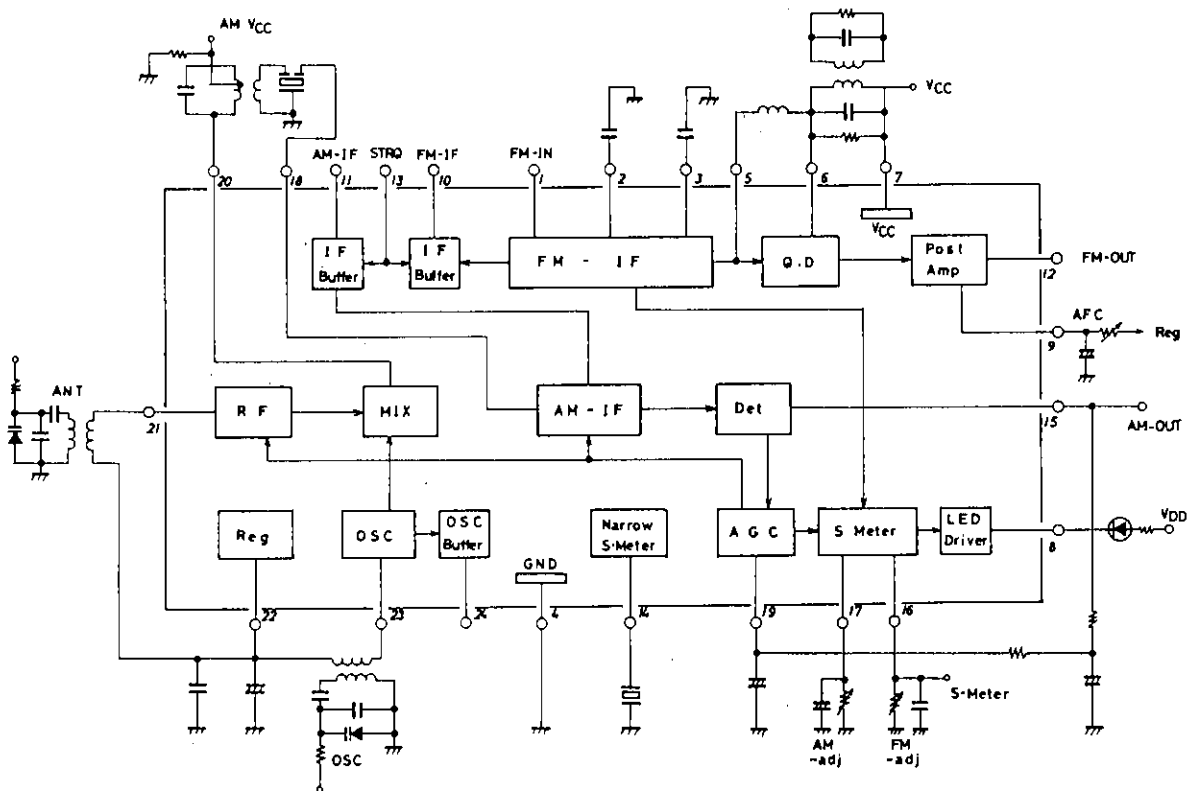 AM VCC
VCC
AM-IF STRQ FM-IF FM-IN
20 18 11 13 10 1 2 3 5 6 7
VCC
IF Buffer
IF Buffer
FM - IF
Q.D
Post Amp
12
FM-OUT
AFC
9
Reg
ANT
21
RF
MIX
AM - IF
Det
15
AM-OUT
Reg
OSC
OSC Buffer
Narrow S-Meter
AGC
S Meter
LED Driver
8
VDD
GND
22 23 24 4 14 19 17 16
S-Meter
OSC
AM -adj
FM -adj